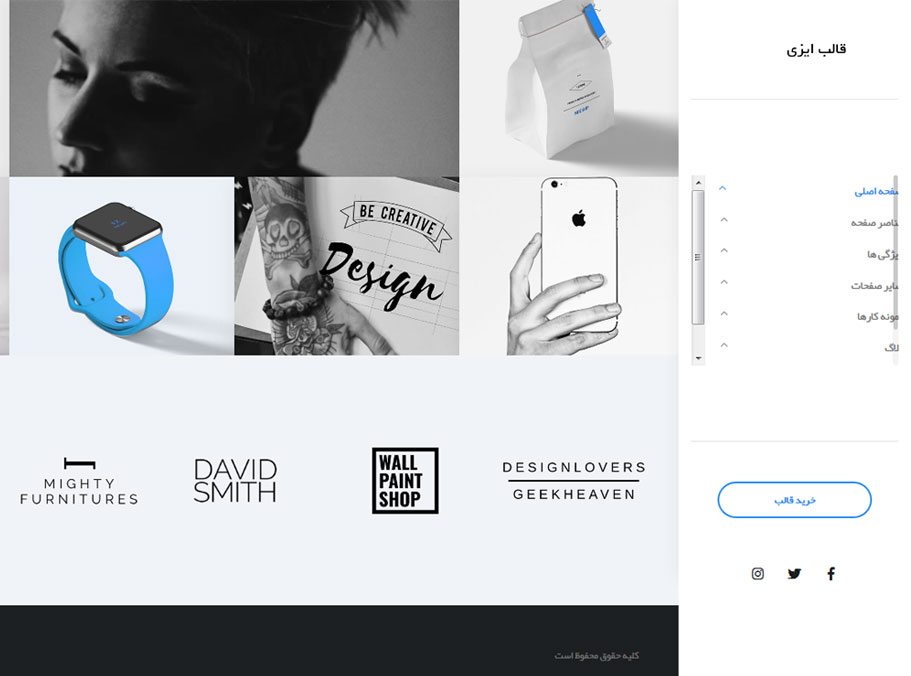 قالب ایزی
صفحه اصلی
عناصر صفحه
ویژگی ها
سایر صفحات
نمونه کارها
بلاگ
خرید قالب
BE CREATIVE
Design
MIGHTY
FURNITURES
DAVID
SMITH
WALL
PAINT
SHOP
DESIGNLOVERS
GEEKHEAVEN
کلیه حقوق محفوظ است